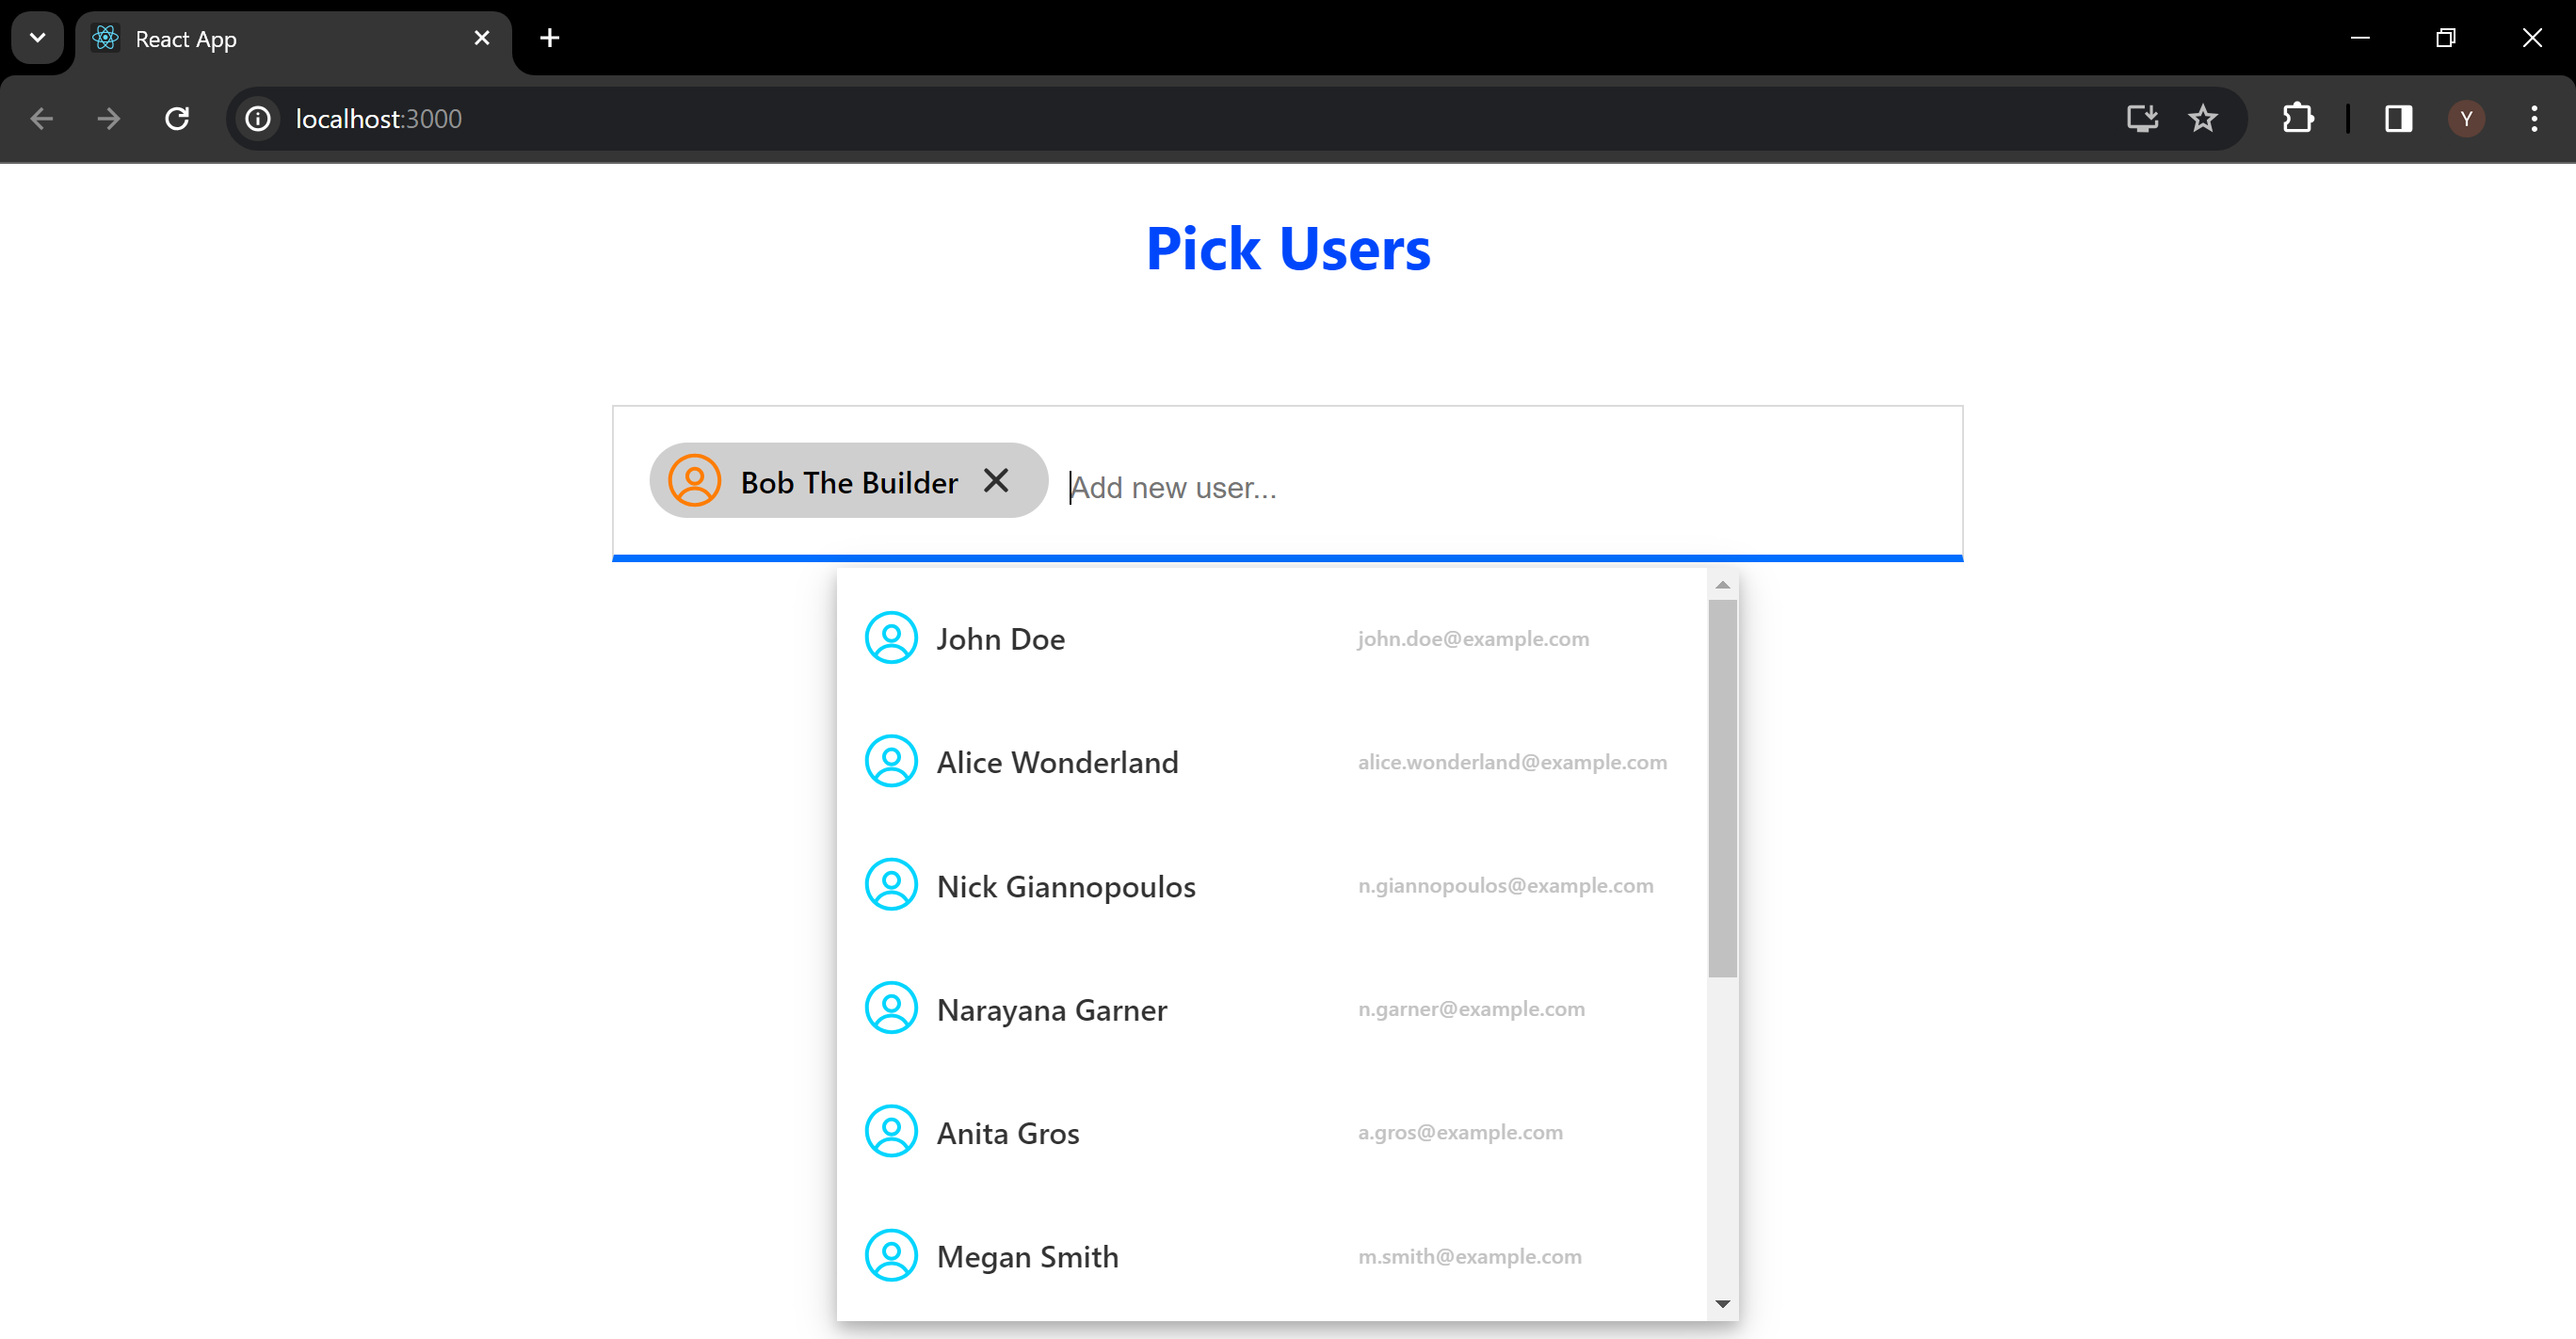 React App
localhost:3000
Y
Pick Users
Bob The Builder Add new user...
John Doe john.doe@example.com
Alice Wonderland alice.wonderland@example.com
Nick Giannopoulos n.giannopoulos@example.com
Narayana Garner n.garner@example.com
Anita Gros a.gros@example.com
Megan Smith m.smith@example.com